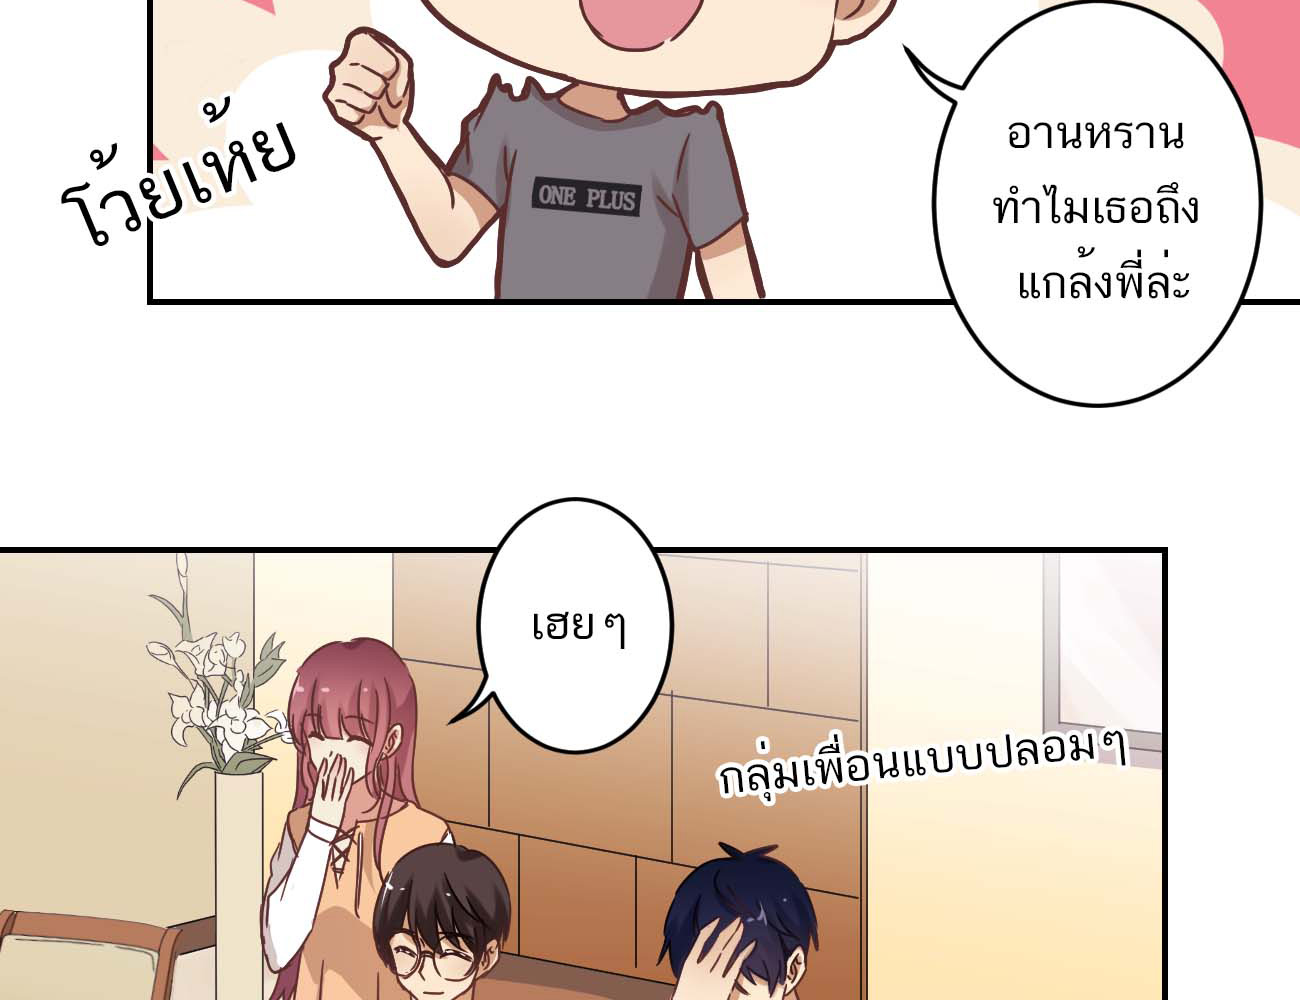 โว้ยเห้ย
ONE PLUS
อานหราน
ทำไมเธอถึง
แกล้งพี่ล่ะ
เฮย ๆ
กลุ่มเพื่อนแบบปลอมๆ